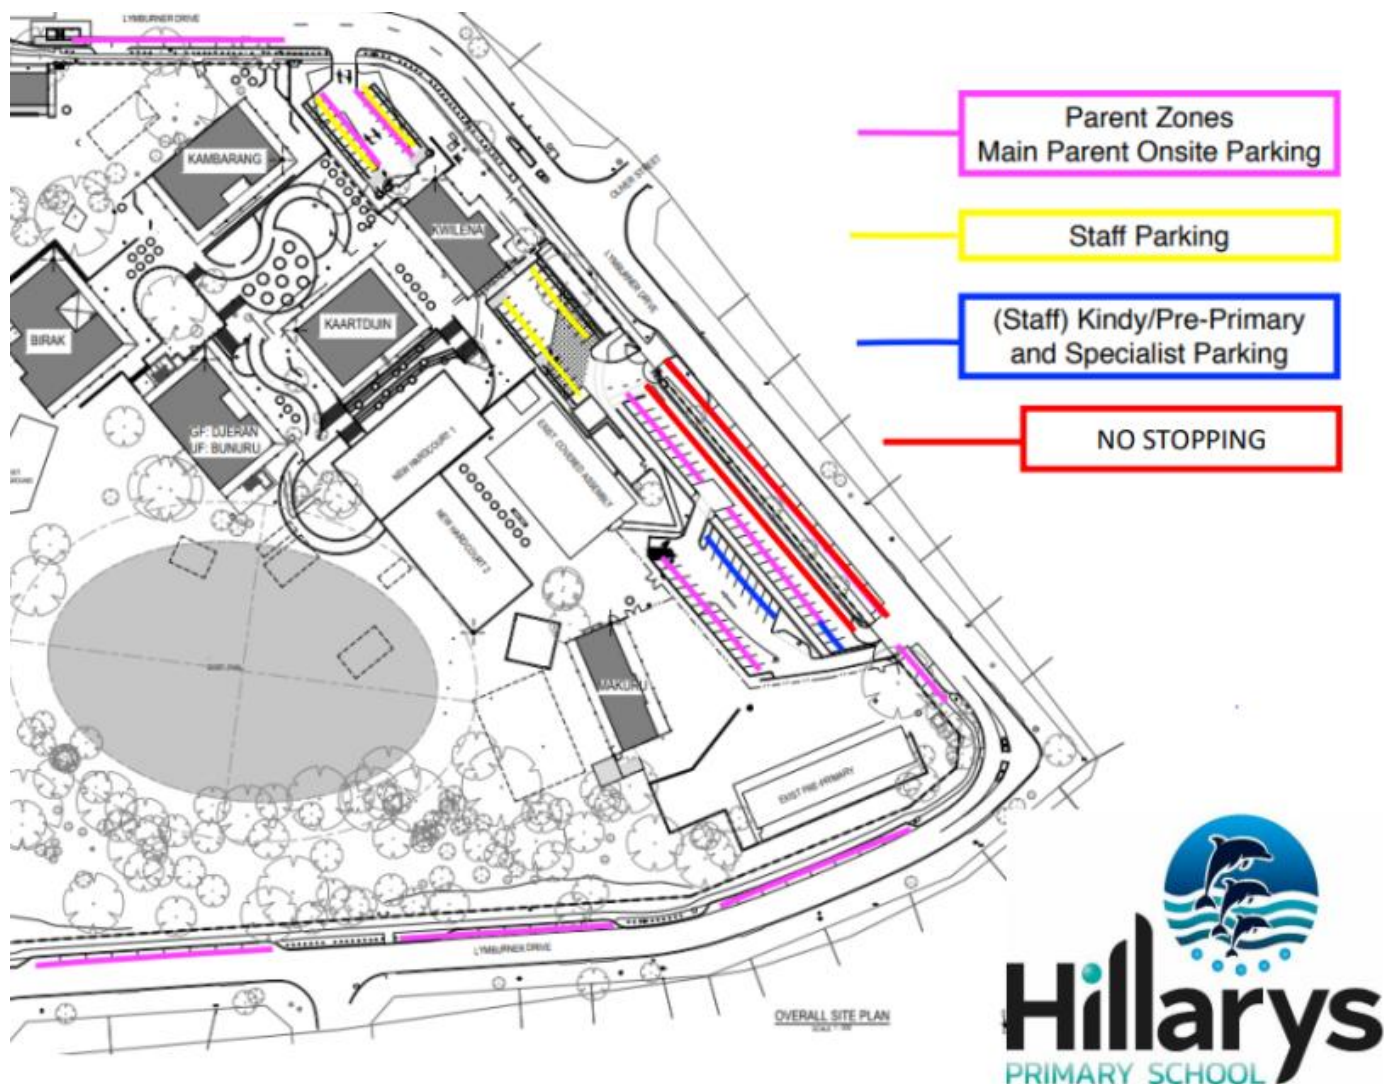 LYMBURNER DRIVE
Parent Zones
Main Parent Onsite Parking
KAMBARANG
OLIVER STREET
Staff Parking
KWILENA
LYMBURNER DRIVE
(Staff) Kindy/Pre-Primary
and Specialist Parking
KAARTDIJIN
BIRAK
NO STOPPING
GF: DJERAN
UF: BUNURU
NEW HARDCOURT 1
EXIST. COVERED ASSEMBLY
NEW HARDCOURT 2
MAKURU
EXIST PRE-PRIMARY
LYMBURNER DRIVE
OVERALL SITE PLAN
Hillarys
PRIMARY SCHOOL